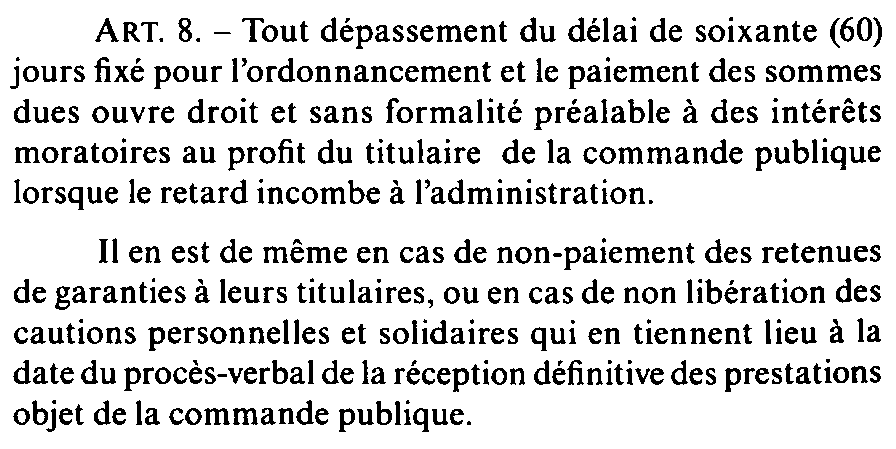 ART. 8. – Tout dépassement du délai de soixante (60)
jours fixé pour l'ordonnancement et le paiement des sommes
dues ouvre droit et sans formalité préalable à des intérêts
moratoires au profit du titulaire de la commande publique
lorsque le retard incombe à l'administration.
Il en est de même en cas de non-paiement des retenues
de garanties à leurs titulaires, ou en cas de non libération des
cautions personnelles et solidaires qui en tiennent lieu à la
date du procès-verbal de la réception définitive des prestations
objet de la commande publique.